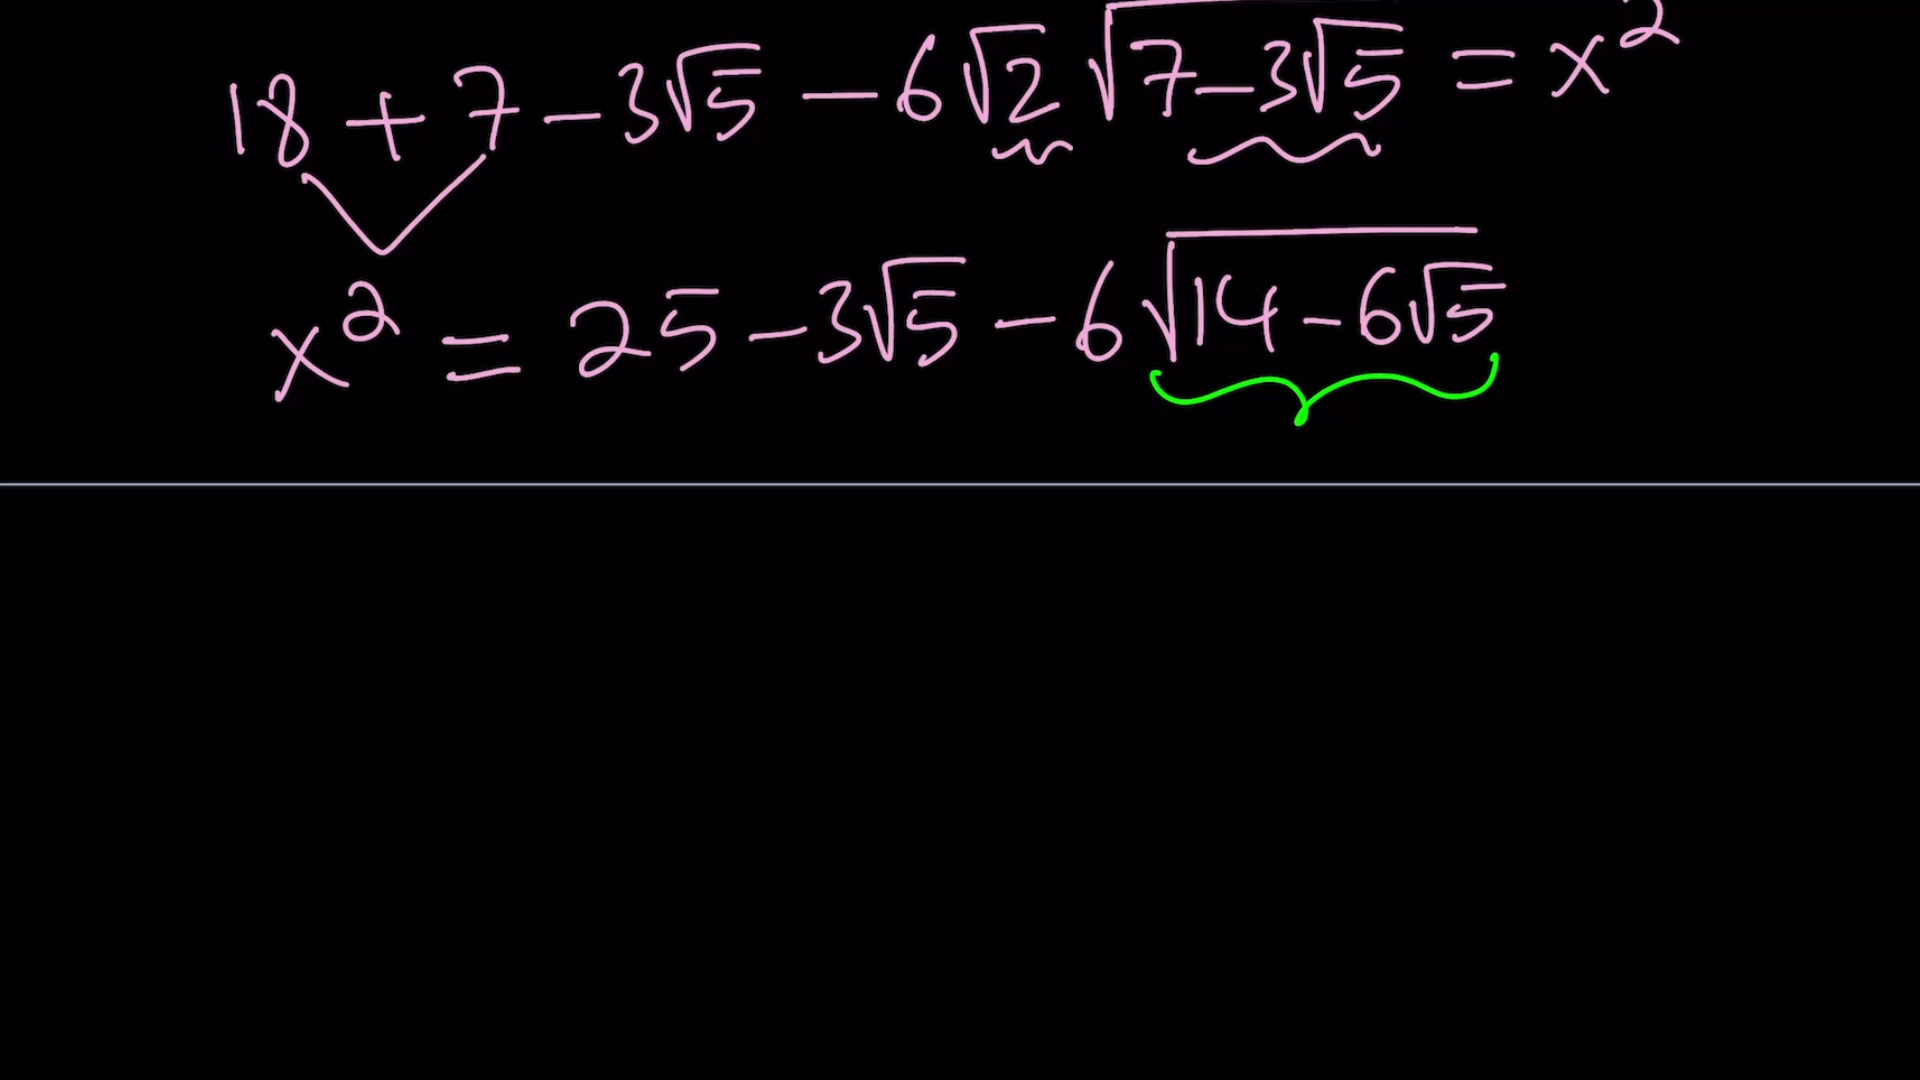 18 + 7 - 3√5 - 6√2 √(7 - 3√5) = x²
x² = 25 - 3√5 - 6√(14 - 6√5)